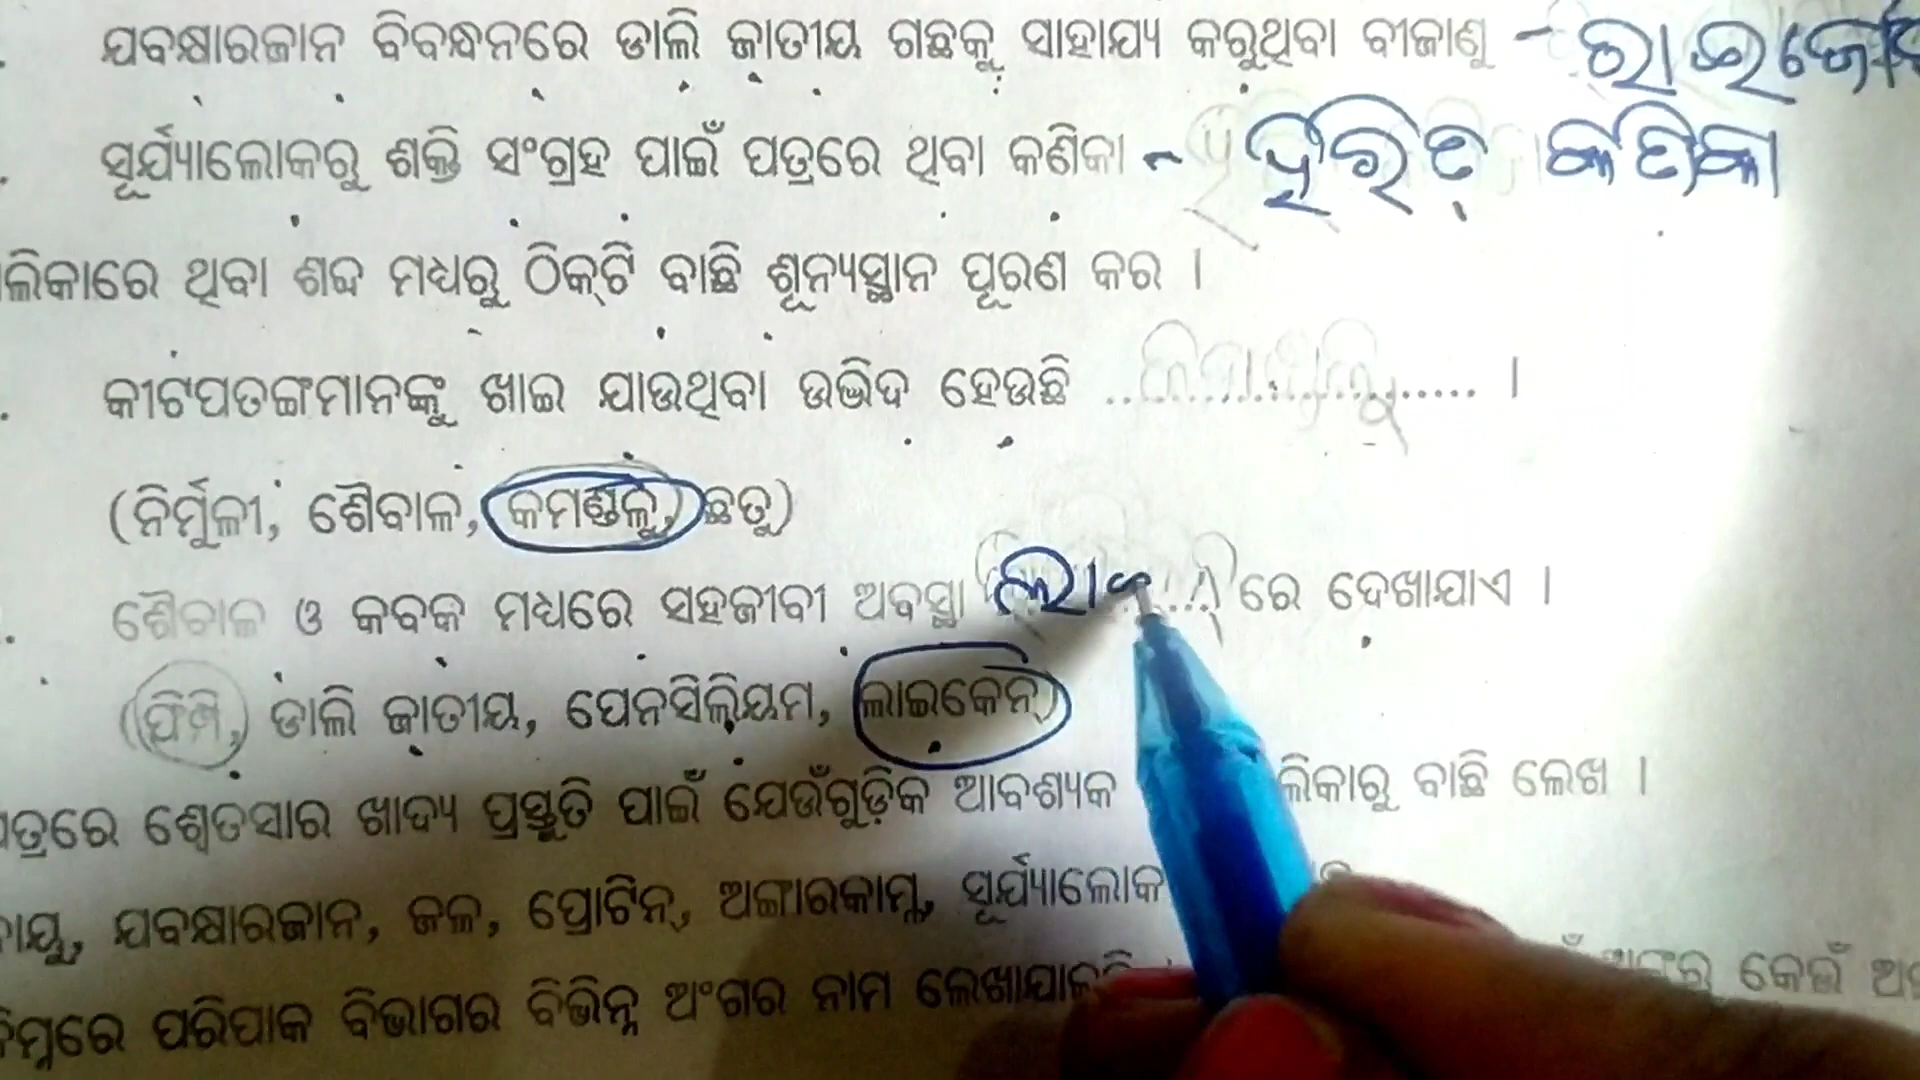 ଯବକ୍ଷାରଜାନ ବିବନ୍ଧନରେ ଡାଲି ଜାତୀୟ ଗଛକୁ ସାହାଯ୍ୟ କରୁଥିବା ବୀଜାଣୁ -
ସୂର୍ଯ୍ୟାଲୋକରୁ ଶକ୍ତି ସଂଗ୍ରହ ପାଇଁ ପତ୍ରରେ ଥିବା କଣିକା - ହରିତ୍ କଣିକା
ଲିକାରେ ଥିବା ଶବ୍ଦ ମଧ୍ୟରୁ ଠିକ୍‌ଟି ବାଛି ଶୂନ୍ୟସ୍ଥାନ ପୂରଣ କର ।
କୀଟପତଙ୍ଗମାନଙ୍କୁ ଖାଇ ଯାଉଥିବା ଉଦ୍ଭିଦ ହେଉଛି ............... ।
(ନିର୍ମୁଳୀ, ଶୈବାଳ, କମଣ୍ଡଳୁ, ଛତୁ)
ଶୈବାଳ ଓ କବକ ମଧ୍ୟରେ ସହଜୀବୀ ଅବସ୍ଥା ଲାଇ ରେ ଦେଖାଯାଏ ।
(ଫିମ୍ପି, ଡାଲି ଜାତୀୟ, ପେନସିଲିୟମ, ଲାଇକେନ୍)
ପତ୍ରରେ ଶ୍ୱେତସାର ଖାଦ୍ୟ ପ୍ରସ୍ତୁତି ପାଇଁ ଯେଉଁଗୁଡ଼ିକ ଆବଶ୍ୟକ ଲିକାରୁ ବାଛି ଲେଖ ।
ବାୟୁ, ଯବକ୍ଷାରଜାନ, ଜଳ, ପ୍ରୋଟିନ୍, ଅଙ୍ଗାରକାମ୍ଳ, ସୂର୍ଯ୍ୟାଲୋକ
ନିମ୍ନରେ ପରିପାକ ବିଭାଗର ବିଭିନ୍ନ ଅଂଗର ନାମ କେଉଁ